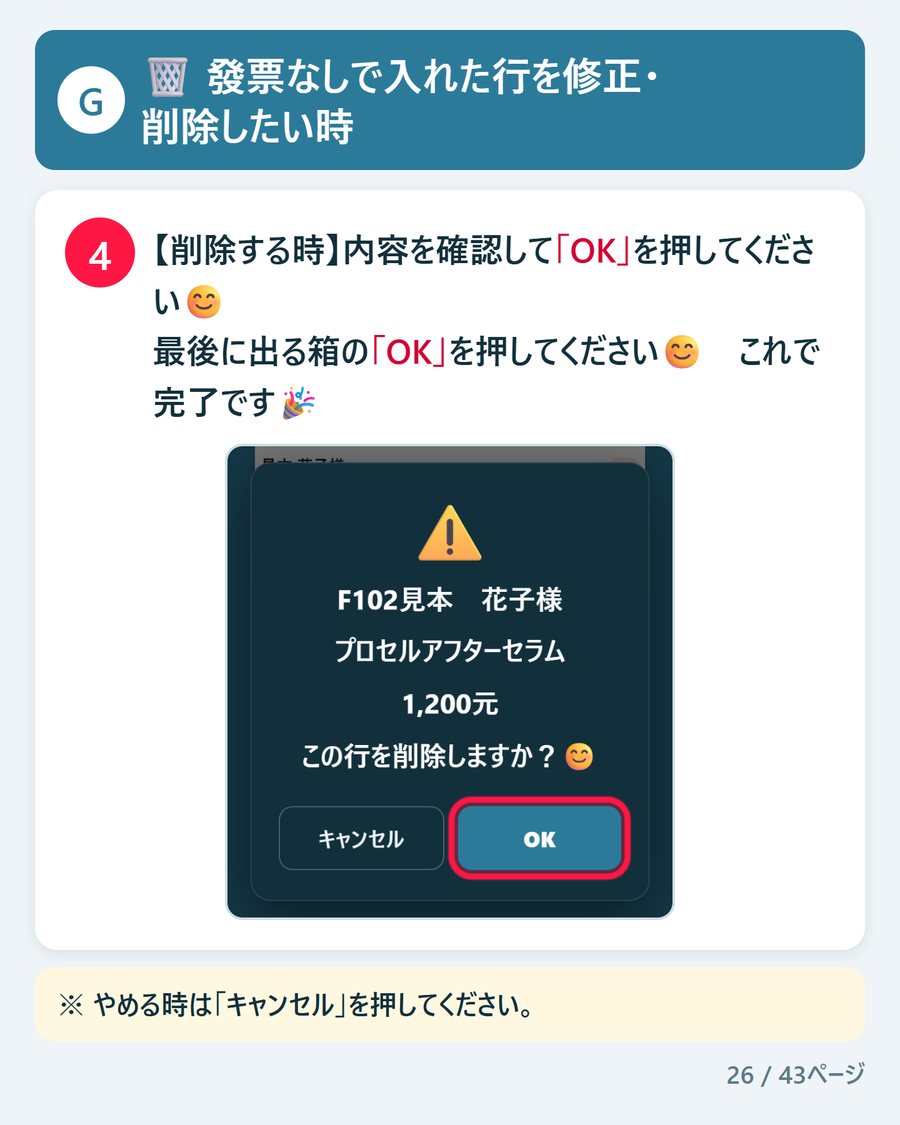 G
🗑️ 發票なしで入れた行を修正・
削除したい時
4
【削除する時】内容を確認して「OK」を押してくださ
い😊
最後に出る箱の「OK」を押してください😊　これで
完了です🎉
F102見本　花子様
プロセルアフターセラム
1,200元
この行を削除しますか？😊
キャンセル
OK
※ やめる時は「キャンセル」を押してください。
26 / 43ページ